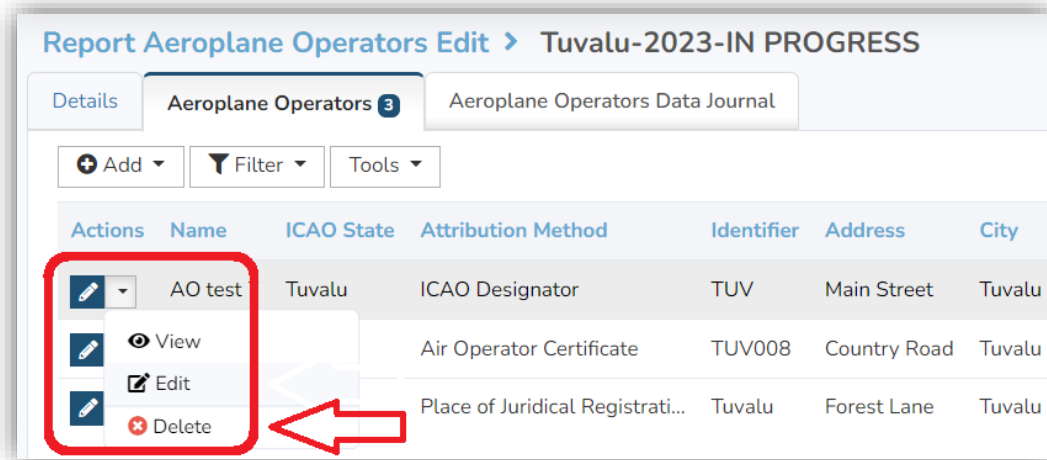 Report Aeroplane Operators Edit > Tuvalu-2023-IN PROGRESS
Details Aeroplane Operators 3 Aeroplane Operators Data Journal
Add Filter Tools
Actions Name ICAO State Attribution Method Identifier Address City
AO test Tuvalu ICAO Designator TUV Main Street Tuvalu
View
Air Operator Certificate TUV008 Country Road Tuvalu
Edit
Place of Juridical Registrati... Tuvalu Forest Lane Tuvalu
Delete